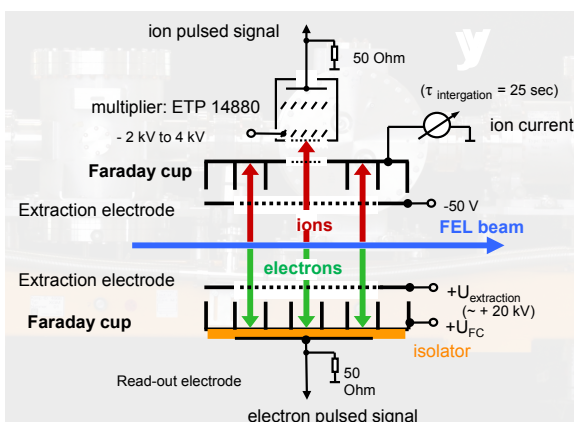 ion pulsed signal
50 Ohm
multiplier: ETP 14880
(τ intergation = 25 sec)
- 2 kV to 4 kV
ion current
Faraday cup
Extraction electrode
-50 V
ions
FEL beam
electrons
Extraction electrode
+Uextraction
(~ + 20 kV)
Faraday cup
+UFC
isolator
Read-out electrode
50
Ohm
electron pulsed signal